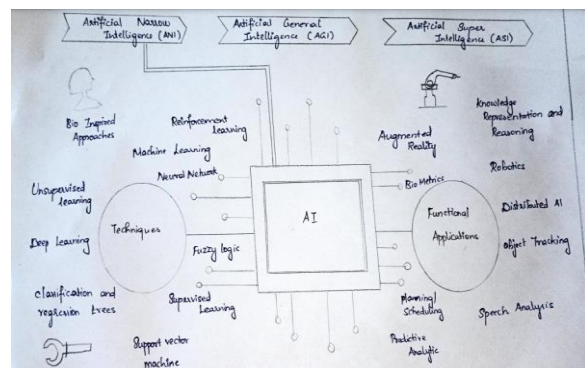 Artificial Narrow
Intelligence (ANI)
Artificial General
Intelligence (AGI)
Artificial Super
Intelligence (ASI)
Bio Inspired
Approaches
Reinforcement
learning
Machine Learning
Neural Network
Unsupervised
learning
Techniques
Deep Learning
Fuzzy logic
Classification and
regression trees
Supervised
Learning
Support vector
machine
AI
Augmented
Reality
Knowledge
Representation and
Reasoning
Bio Metrics
Robotics
Functional
Applications
Distributed AI
Object Tracking
Planning/
Scheduling
Speech Analysis
Predictive
Analytic